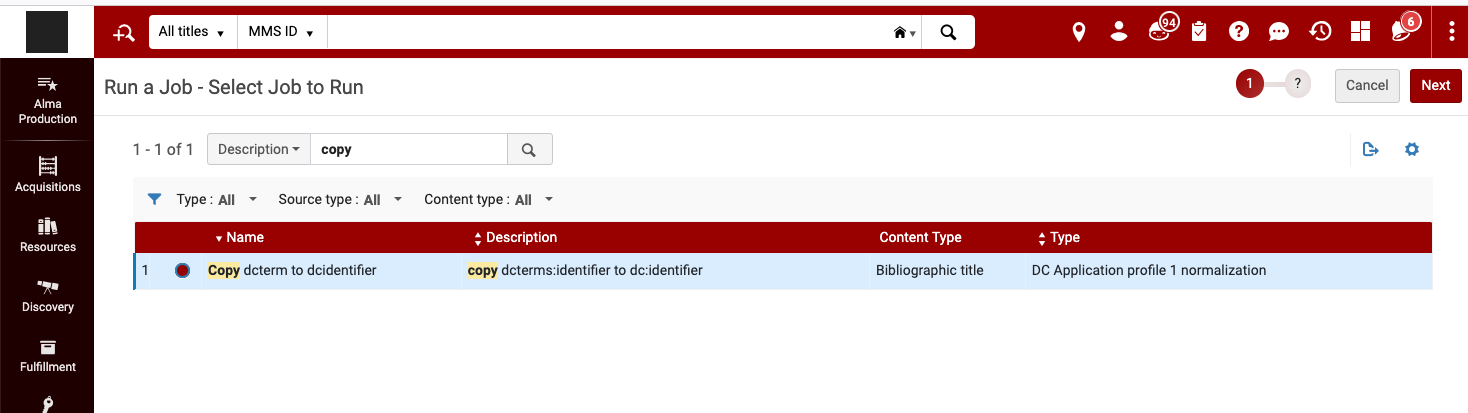 All titles MMS ID
94
6
Run a Job - Select Job to Run
1 ? Cancel Next
Alma
Production
Acquisitions
Resources
Discovery
Fulfillment
1 - 1 of 1 Description copy
Type : All Source type : All Content type : All
Name Description Content Type Type
1 Copy dcterm to dcidentifier copy dcterms:identifier to dc:identifier Bibliographic title DC Application profile 1 normalization